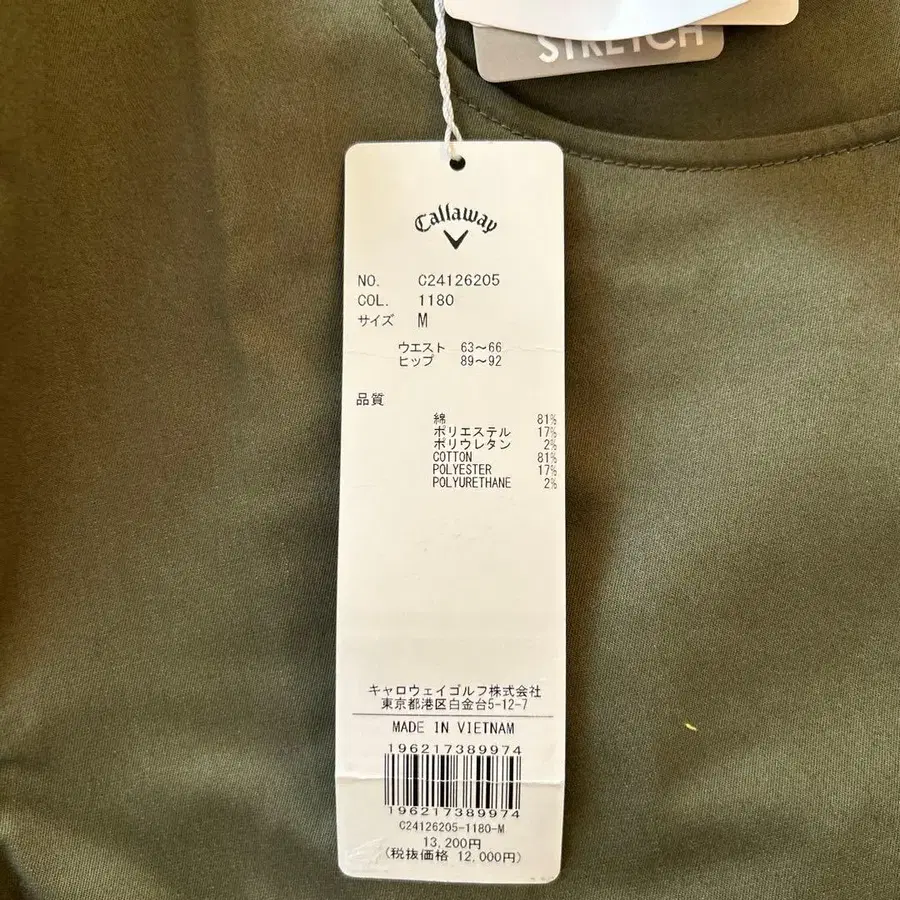 STRETCH
Callaway
NO. C24126205
COL. 1180
サイズ M
ウエスト 63～66
ヒップ 89～92
品質
綿 81%
ポリエステル 17%
ポリウレタン 2%
COTTON 81%
POLYESTER 17%
POLYURETHANE 2%
キャロウェイゴルフ株式会社
東京都港区白金台5-12-7
MADE IN VIETNAM
196217389974
196217389974
C24126205-1180-M
13,200円
(税抜価格 12,000円)